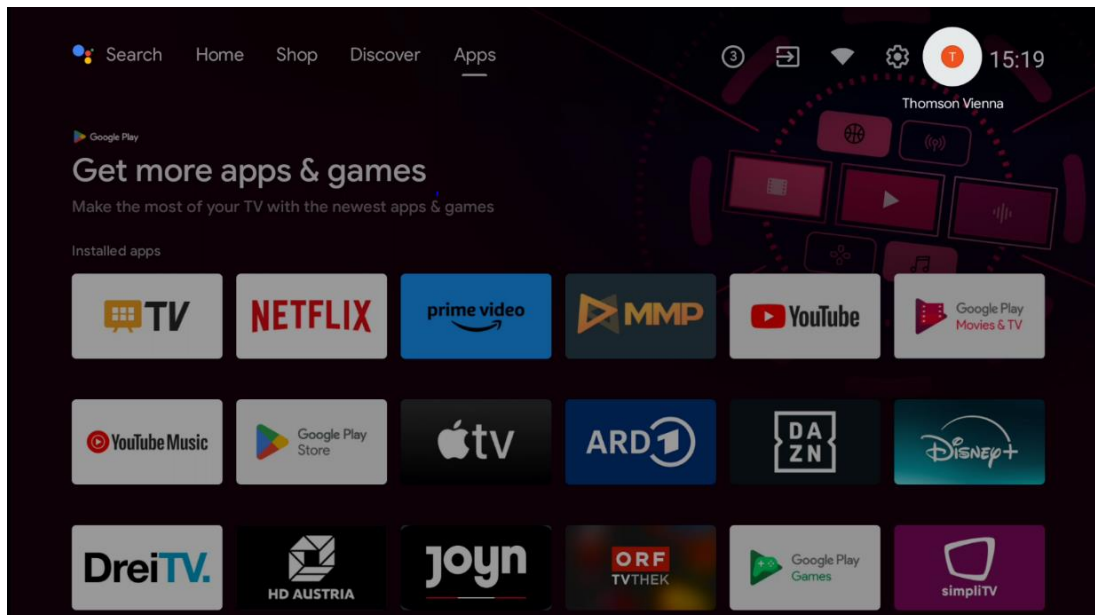 Search Home Shop Discover Apps 3 T 15:19
Thomson Vienna
Google Play
Get more apps & games
Make the most of your TV with the newest apps & games
Installed apps
TV NETFLIX prime video MMP YouTube Google Play Movies & TV
YouTube Music Google Play Store tv ARD 1 DAZN Disney+
DreiTV. HD AUSTRIA Joyn ORF TVTHEK Google Play Games simpliTV